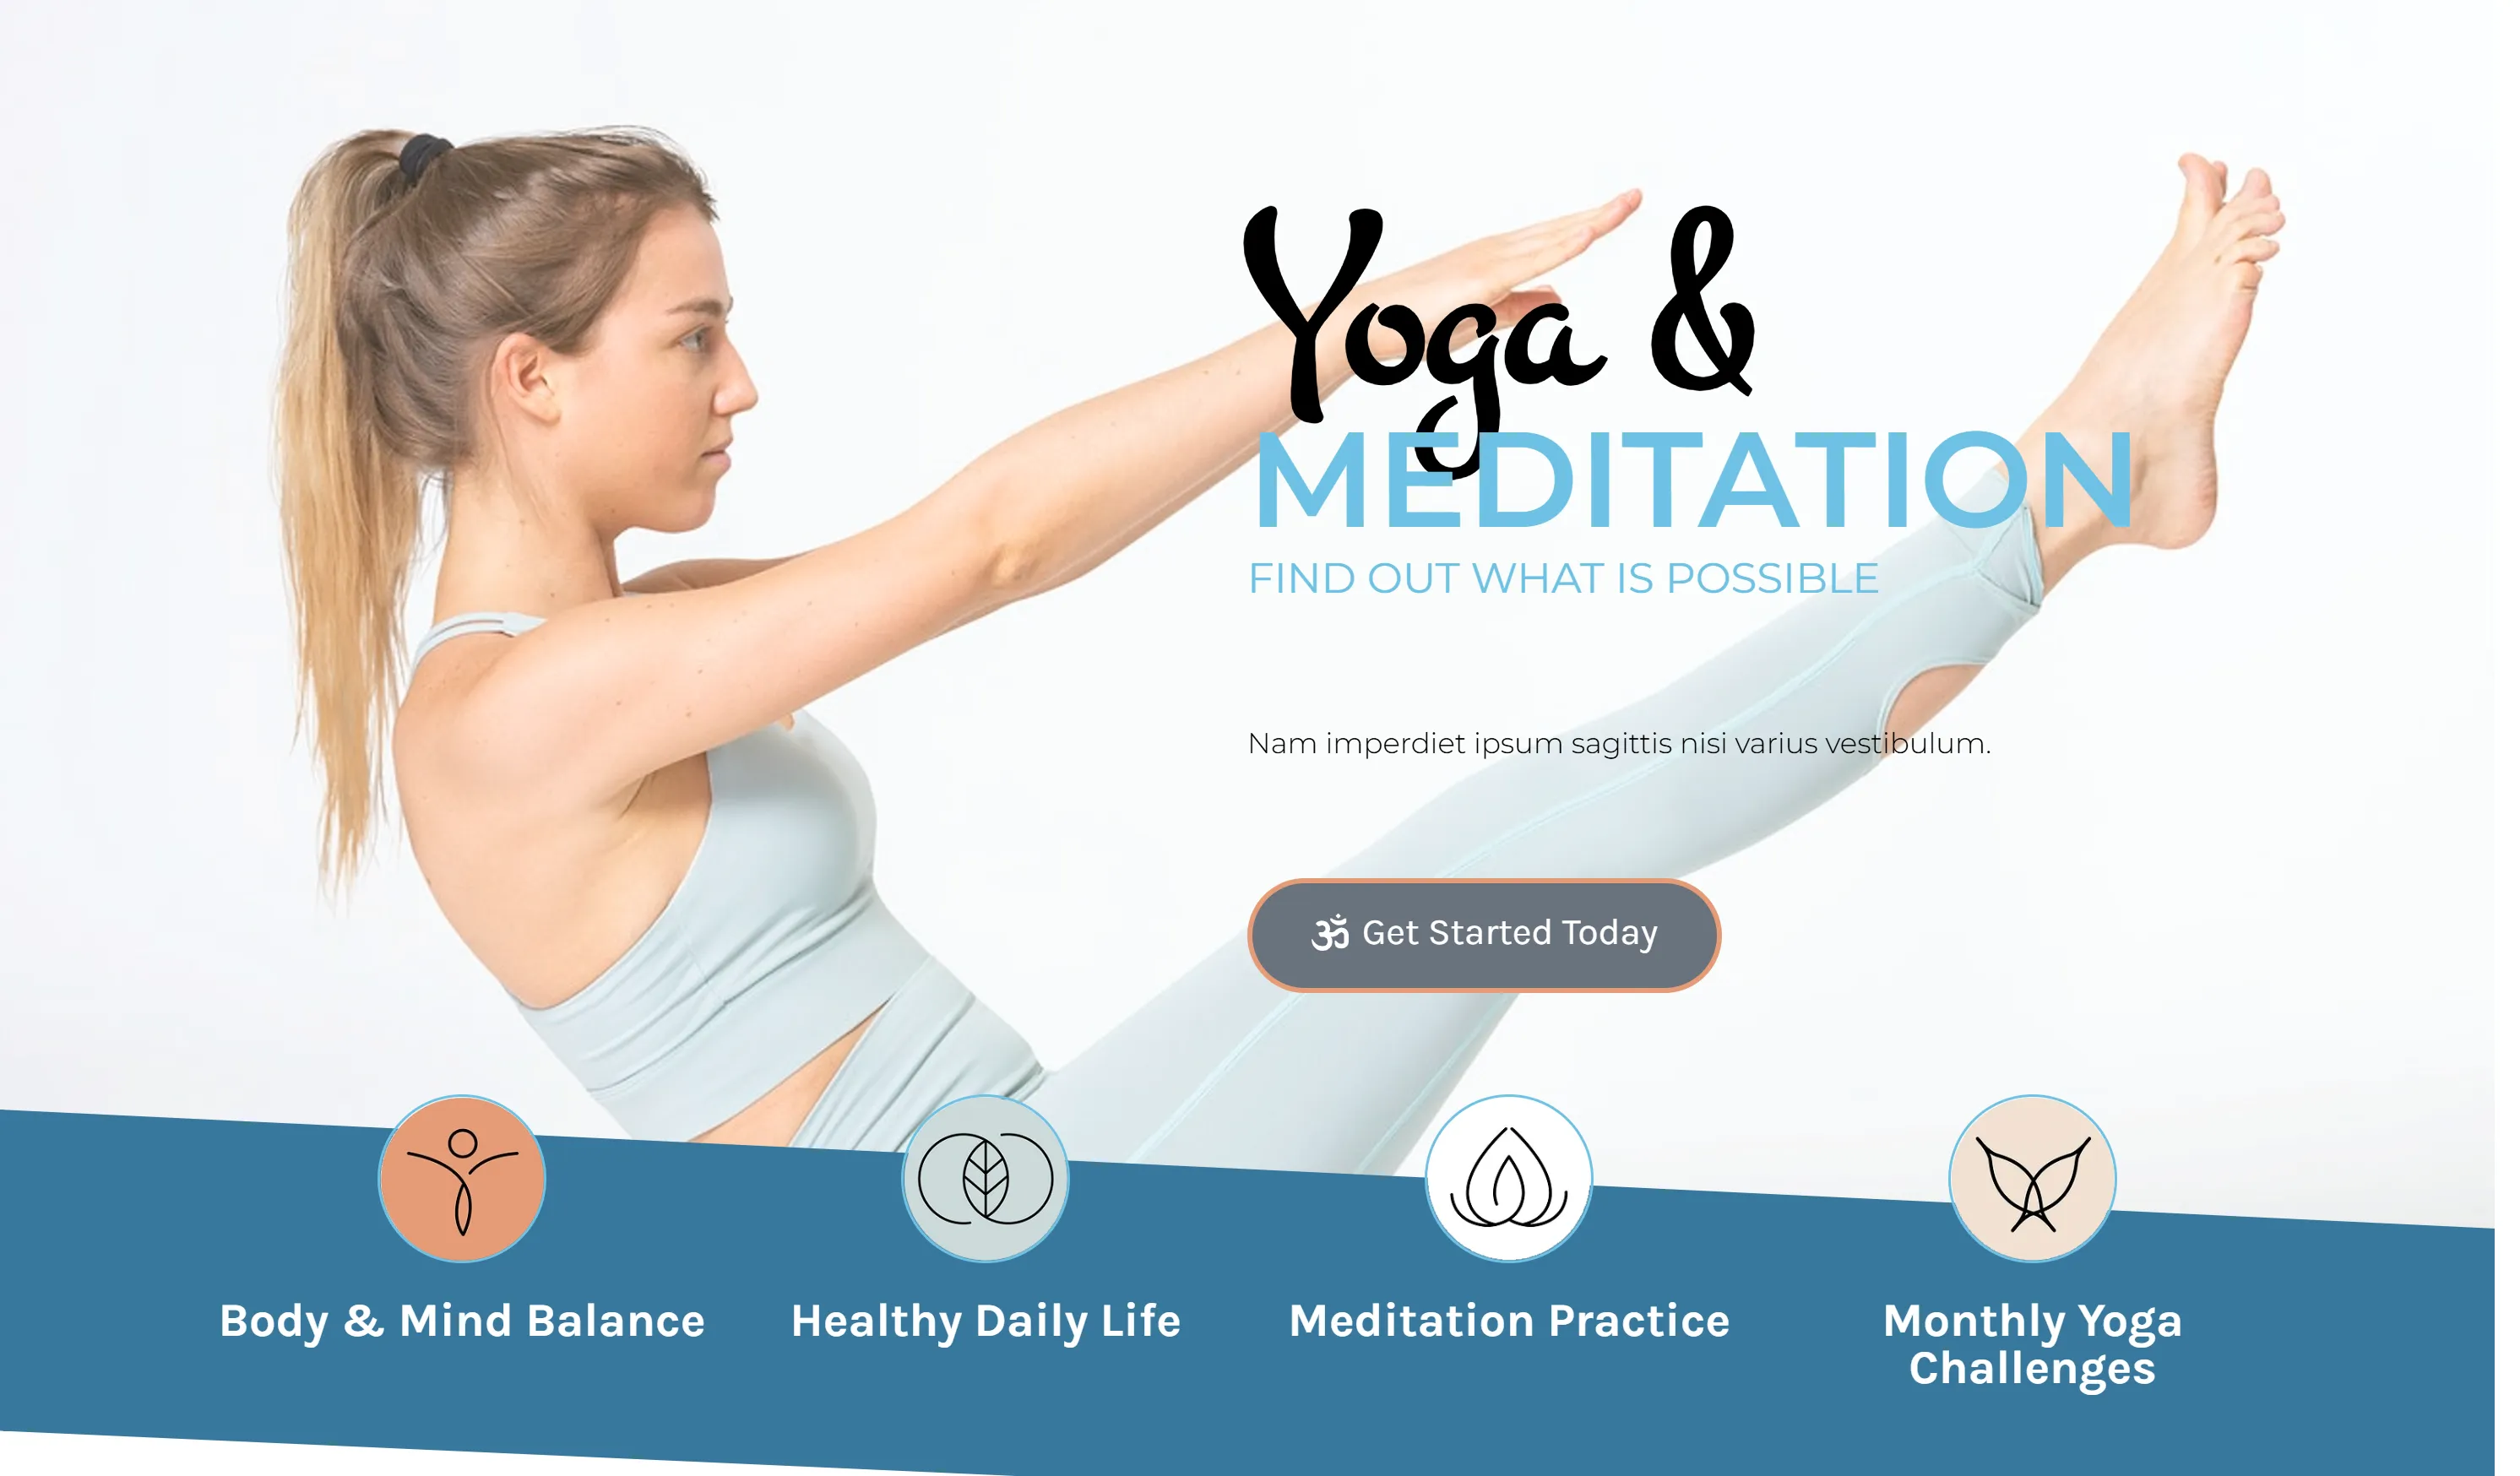 Yoga &
MEDITATION
FIND OUT WHAT IS POSSIBLE
Nam imperdiet ipsum sagittis nisi varius vestibulum.
ॐ Get Started Today
Body & Mind Balance
Healthy Daily Life
Meditation Practice
Monthly Yoga
Challenges